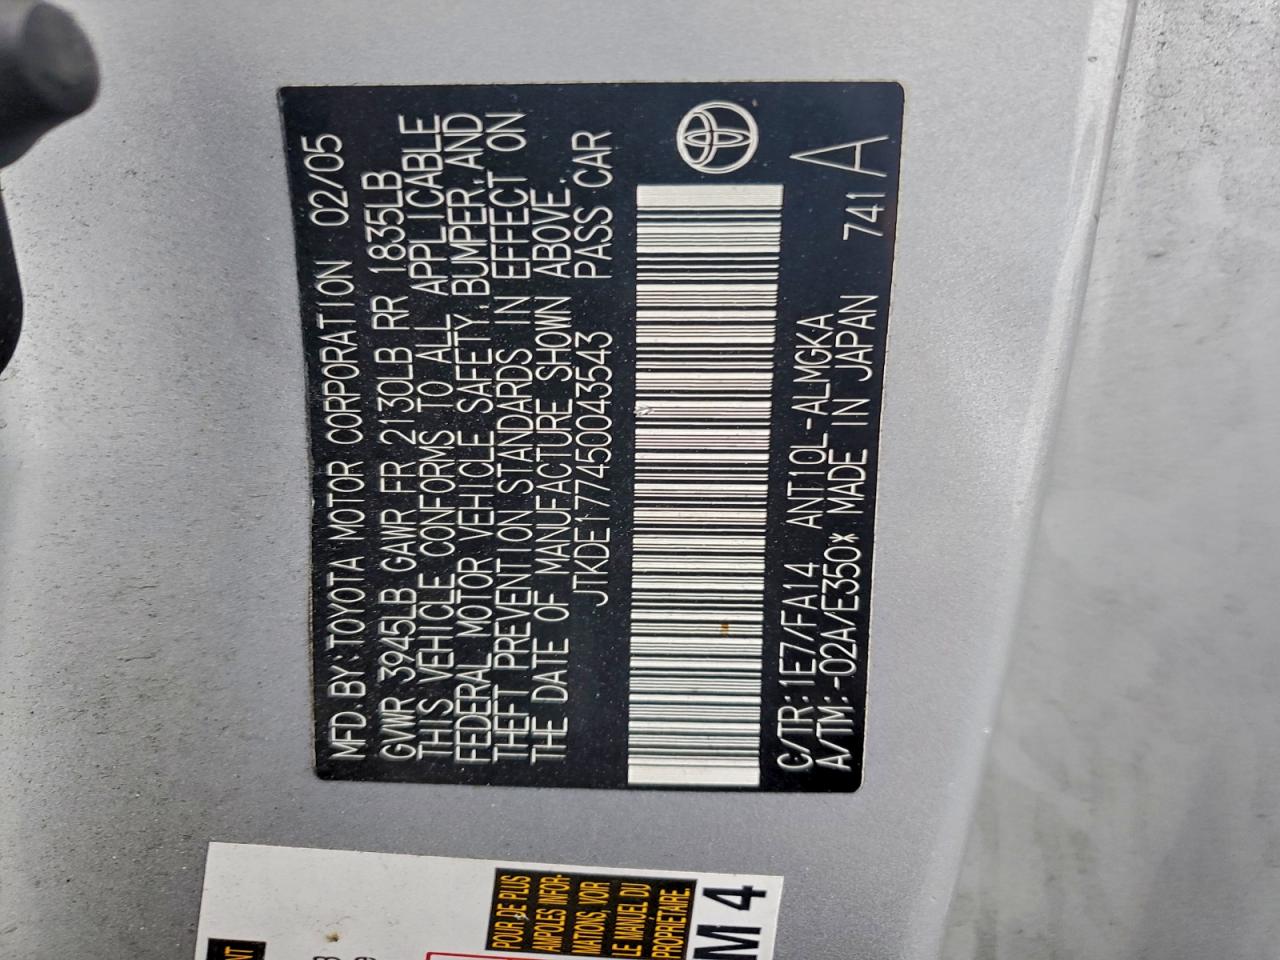 MFD.BY:TOYOTA MOTOR CORPORATION 02/05
GVWR 3945LB GAWR FR 2130LB RR 1835LB
THIS VEHICLE CONFORMS TO ALL APPLICABLE
FEDERAL MOTOR VEHICLE SAFETY,BUMPER,AND
THEFT PREVENTION STANDARDS IN EFFECT ON
THE DATE OF MANUFACTURE SHOWN ABOVE.
JTKDE177450043543 PASS CAR
C/TR:1E7/FA14 ANT10L-ALMGKA 741
A/TM:-02A/E350* MADE IN JAPAN A
POUR DE PLUS
AMPLES INFOR-
MATIONS, VOIR
LE MANUEL DU
PROPRIÉTAIRE.
M 4